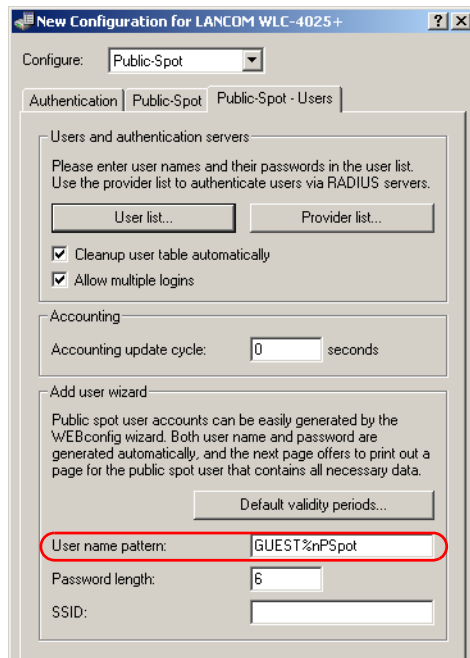 New Configuration for LANCOM WLC-4025+
Configure: Public-Spot
Authentication Public-Spot Public-Spot - Users
Users and authentication servers
Please enter user names and their passwords in the user list.
Use the provider list to authenticate users via RADIUS servers.
User list... Provider list...
Cleanup user table automatically
Allow multiple logins
Accounting
Accounting update cycle: 0 seconds
Add user wizard
Public spot user accounts can be easily generated by the
WEBconfig wizard. Both user name and password are
generated automatically, and the next page offers to print out a
page for the public spot user that contains all necessary data.
Default validity periods...
User name pattern: GUEST%nPSpot
Password length: 6
SSID: